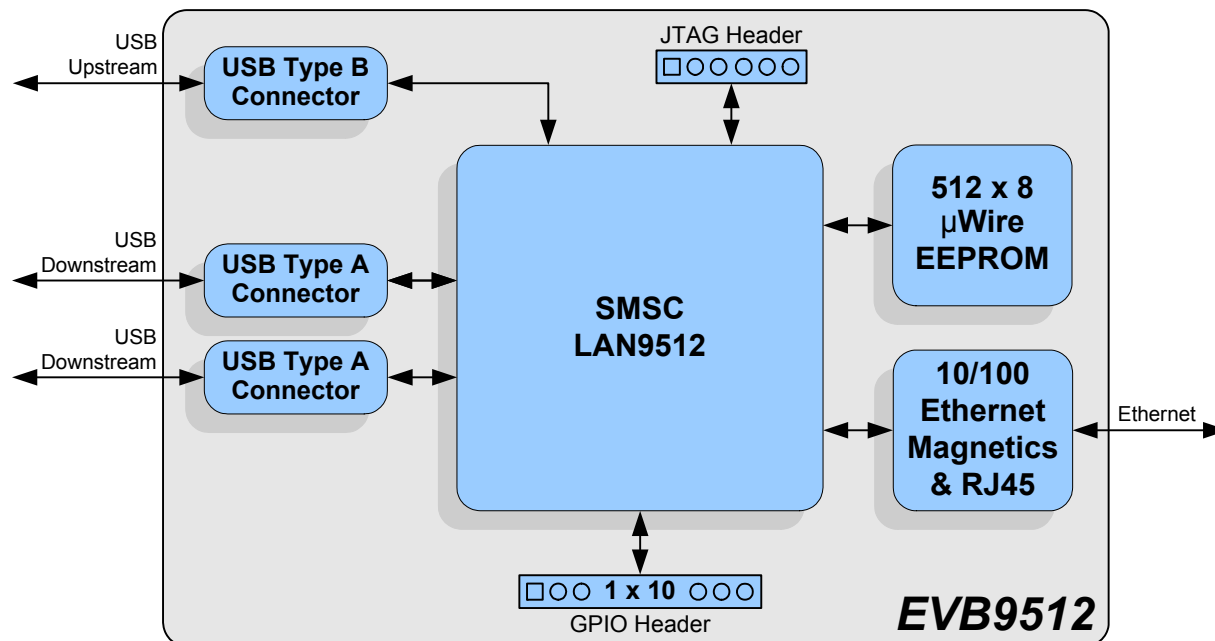 USB
Upstream
USB Type B
Connector
JTAG Header
USB
Downstream
USB Type A
Connector
USB
Downstream
USB Type A
Connector
SMSC
LAN9512
512 x 8
µWire
EEPROM
10/100
Ethernet
Magnetics
& RJ45
Ethernet
1 x 10
GPIO Header
EVB9512